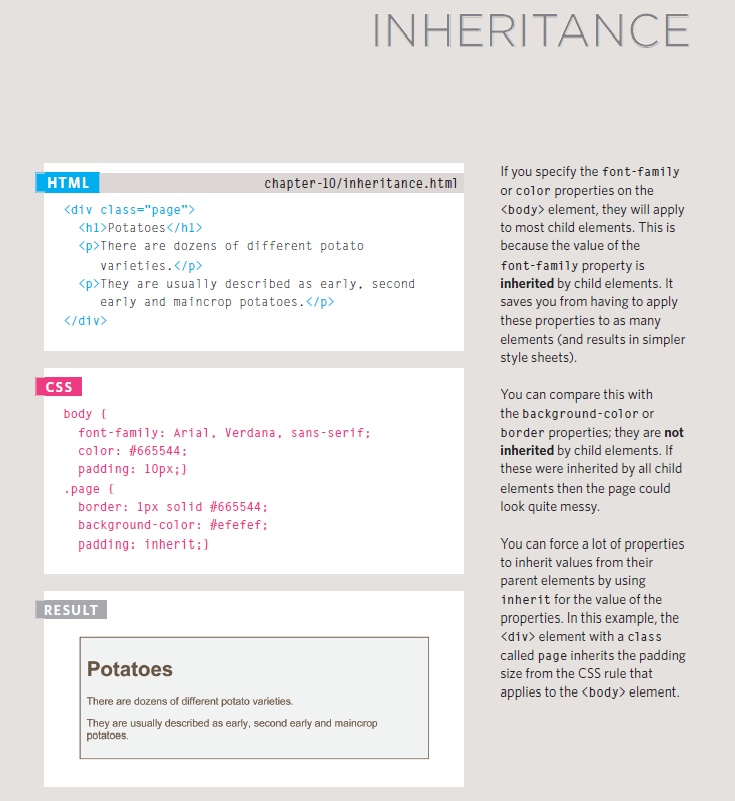 INHERITANCE
HTML
chapter-10/inheritance.html
<div class="page">
<h1>Potatoes</h1>
<p>There are dozens of different potato
varieties.</p>
<p>They are usually described as early, second
early and maincrop potatoes.</p>
</div>
CSS
body {
font-family: Arial, Verdana, sans-serif;
color: #665544;
padding: 10px;}
.page {
border: 1px solid #665544;
background-color: #efefef;
padding: inherit;}
RESULT
Potatoes
There are dozens of different potato varieties.
They are usually described as early, second early and maincrop
potatoes.
If you specify the font-family
or color properties on the
<body> element, they will apply
to most child elements. This is
because the value of the
font-family property is
inherited by child elements. It
saves you from having to apply
these properties to as many
elements (and results in simpler
style sheets).
You can compare this with
the background-color or
border properties; they are not
inherited by child elements. If
these were inherited by all child
elements then the page could
look quite messy.
You can force a lot of properties
to inherit values from their
parent elements by using
inherit for the value of the
properties. In this example, the
<div> element with a class
called page inherits the padding
size from the CSS rule that
applies to the <body> element.